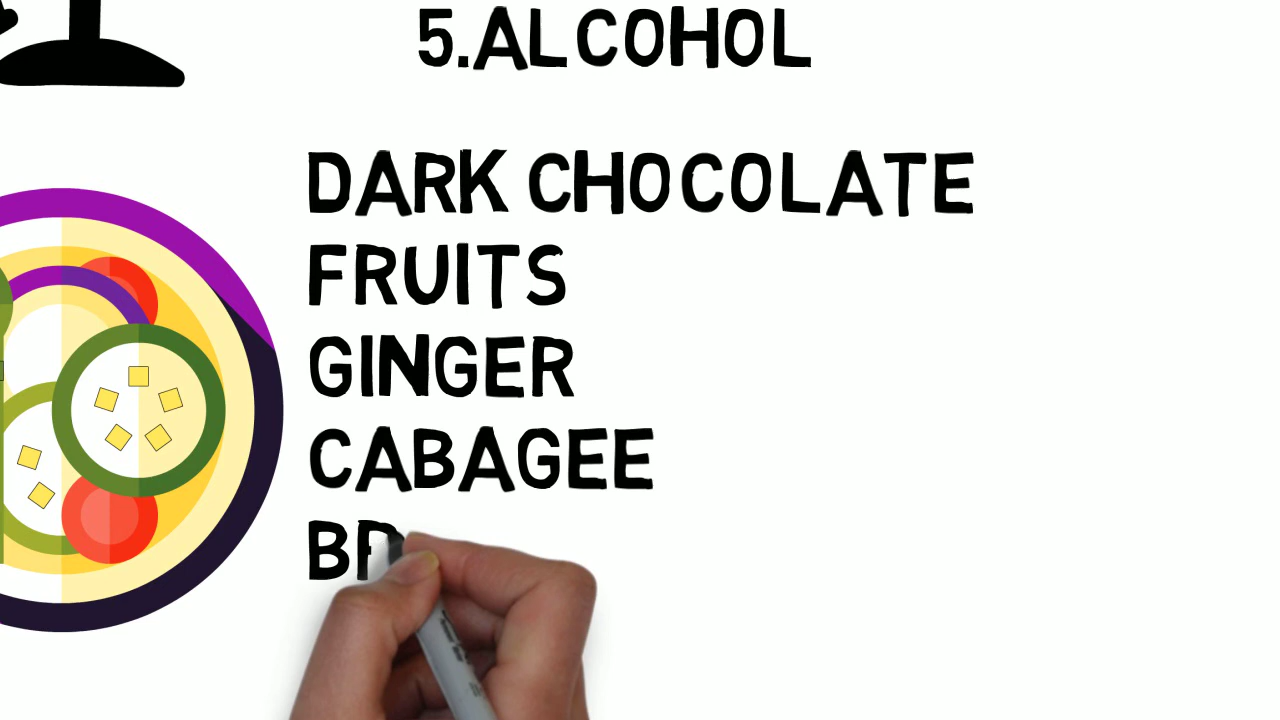 5.ALCOHOL
DARK CHOCOLATE
FRUITS
GINGER
CABAGEE